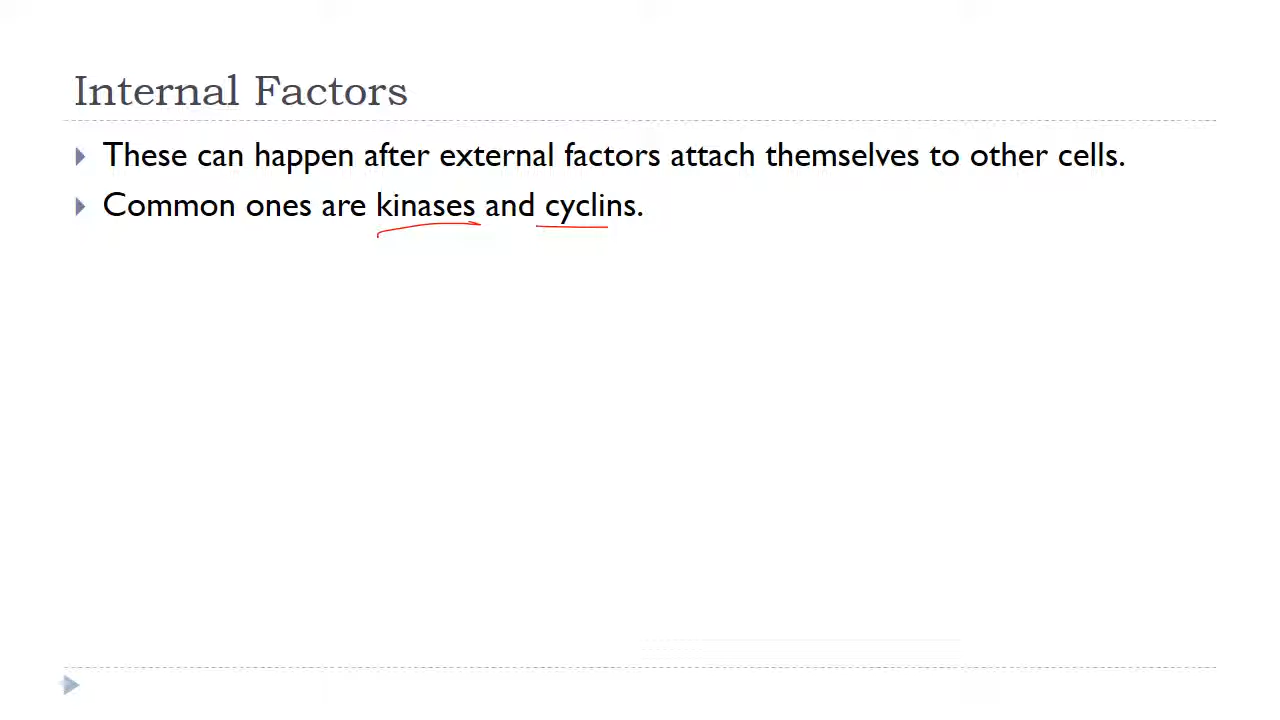 Internal Factors
These can happen after external factors attach themselves to other cells.
Common ones are kinases and cyclins.